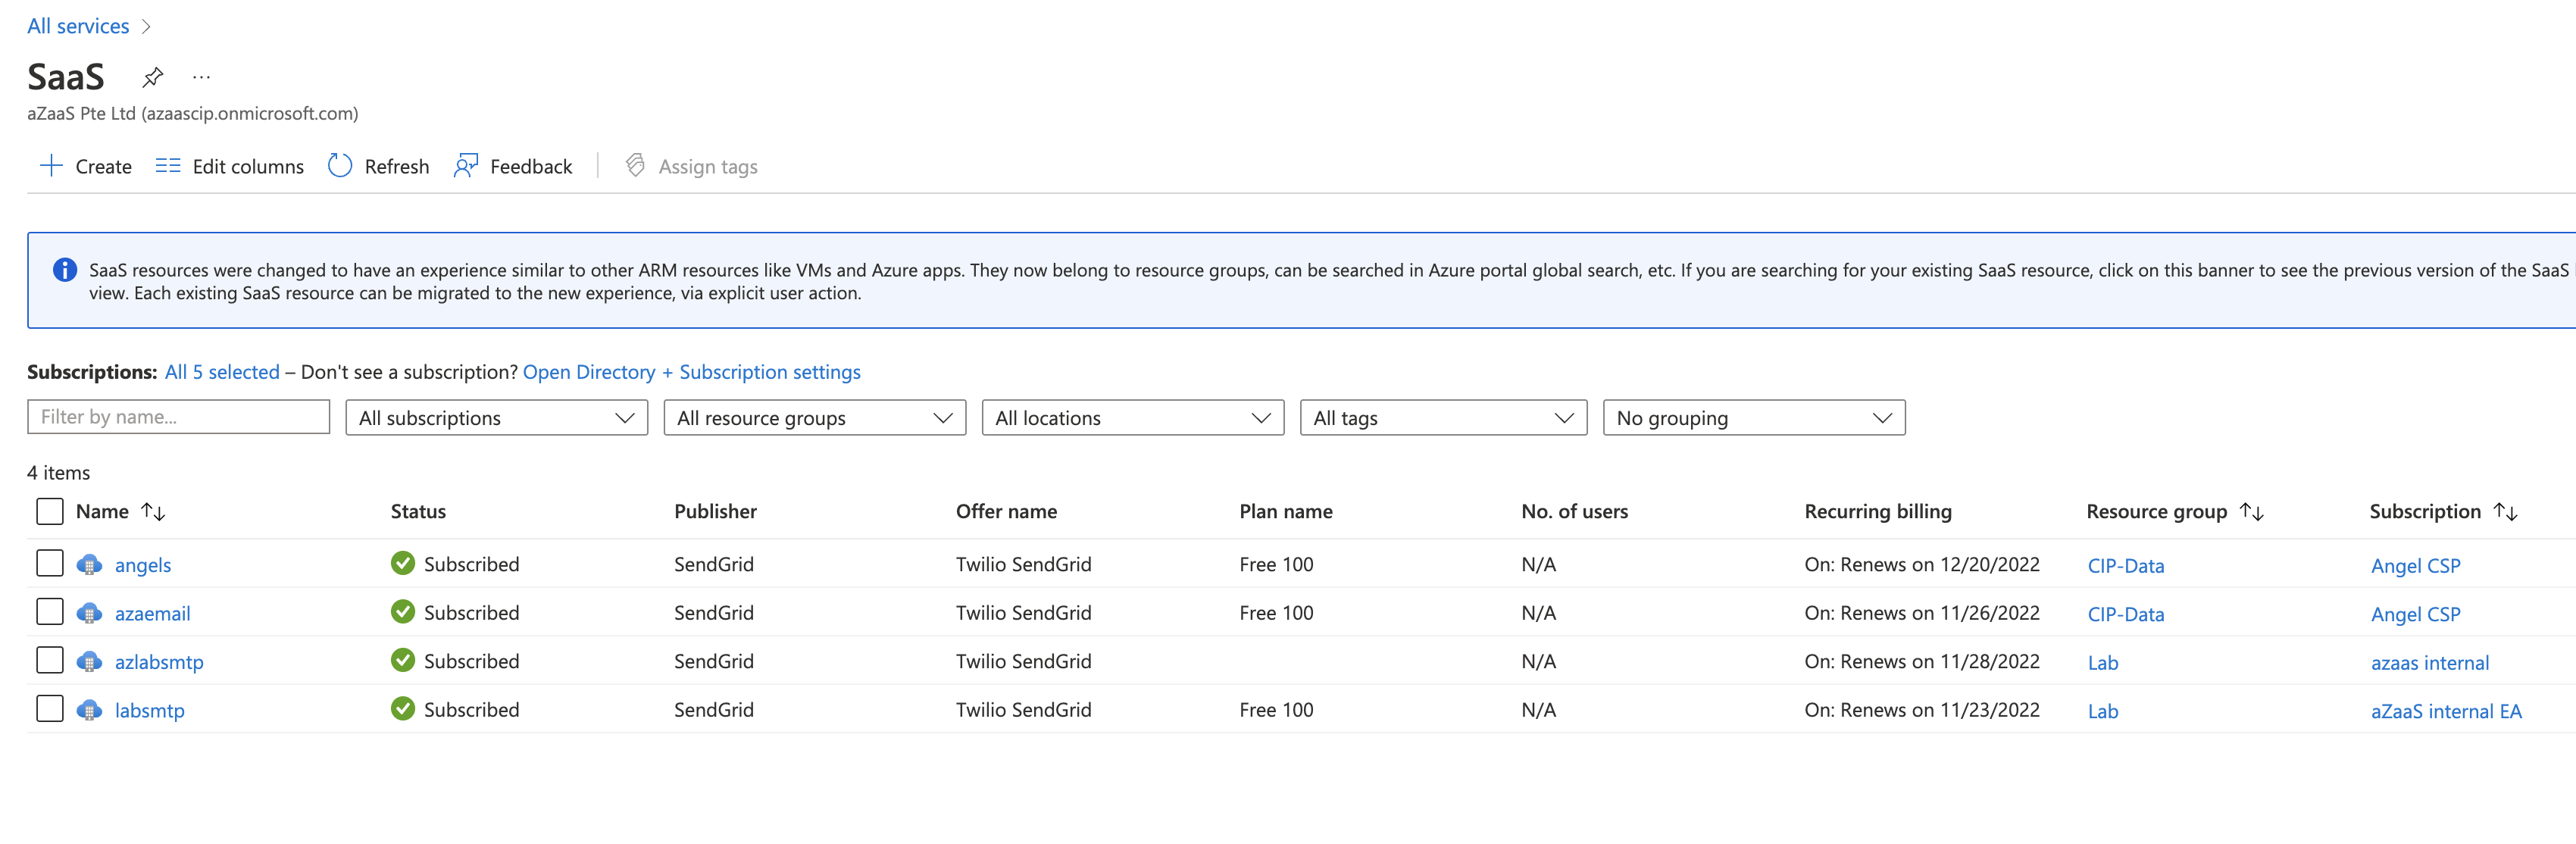 All services
SaaS
aZaaS Pte Ltd (azaascip.onmicrosoft.com)
Create Edit columns Refresh Feedback Assign tags
SaaS resources were changed to have an experience similar to other ARM resources like VMs and Azure apps. They now belong to resource groups, can be searched in Azure portal global search, etc. If you are searching for your existing SaaS resource, click on this banner to see the previous version of the SaaS
view. Each existing SaaS resource can be migrated to the new experience, via explicit user action.
Subscriptions: All 5 selected – Don't see a subscription? Open Directory + Subscription settings
Filter by name... All subscriptions All resource groups All locations All tags No grouping
4 items
Name Status Publisher Offer name Plan name No. of users Recurring billing Resource group Subscription
angels Subscribed SendGrid Twilio SendGrid Free 100 N/A On: Renews on 12/20/2022 CIP-Data Angel CSP
azaemail Subscribed SendGrid Twilio SendGrid Free 100 N/A On: Renews on 11/26/2022 CIP-Data Angel CSP
azlabsmtp Subscribed SendGrid Twilio SendGrid N/A On: Renews on 11/28/2022 Lab azaas internal
labsmtp Subscribed SendGrid Twilio SendGrid Free 100 N/A On: Renews on 11/23/2022 Lab aZaaS internal EA